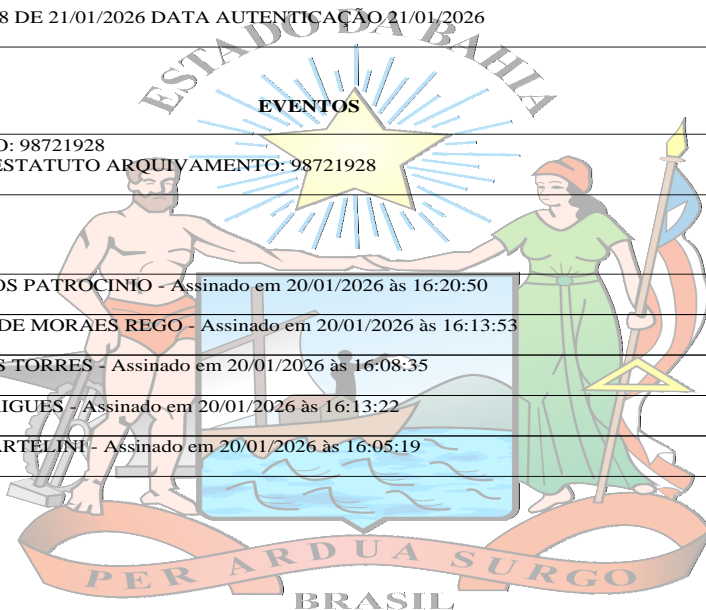 8 DE 21/01/2026 DATA AUTENTICAÇÃO 21/01/2026
ESTADO DA BAHIA
EVENTOS
O: 98721928
ESTATUTO ARQUIVAMENTO: 98721928
OS PATROCINIO - Assinado em 20/01/2026 às 16:20:50
DE MORAES REGO - Assinado em 20/01/2026 às 16:13:53
S TORRES - Assinado em 20/01/2026 às 16:08:35
IGUES - Assinado em 20/01/2026 às 16:13:22
ARTELINI - Assinado em 20/01/2026 às 16:05:19
PER ARDUA SURGO
BRASIL